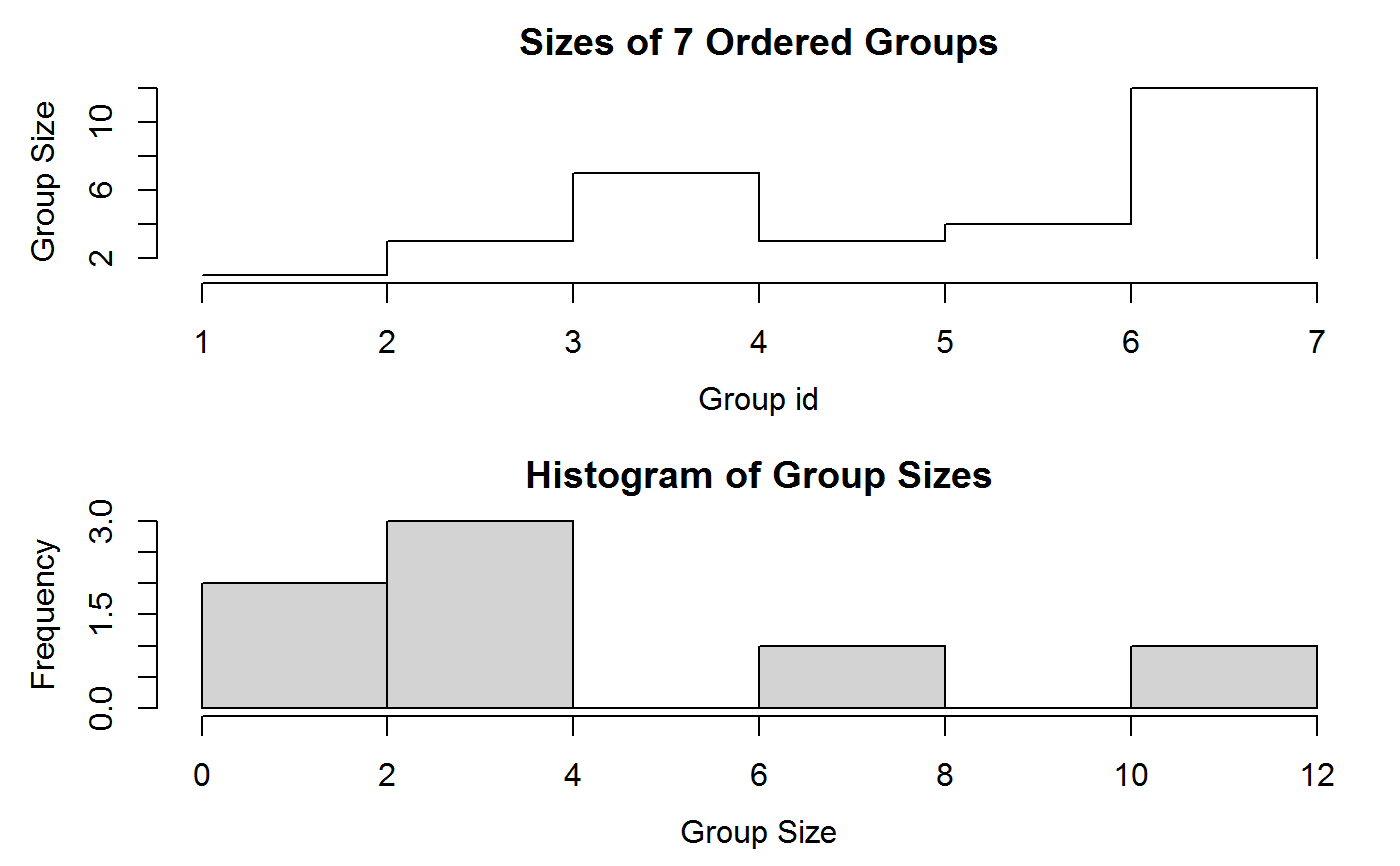 Sizes of 7 Ordered Groups
Group Size
2 6 10
1 2 3 4 5 6 7
Group id
Histogram of Group Sizes
Frequency
0.0 1.5 3.0
0 2 4 6 8 10 12
Group Size